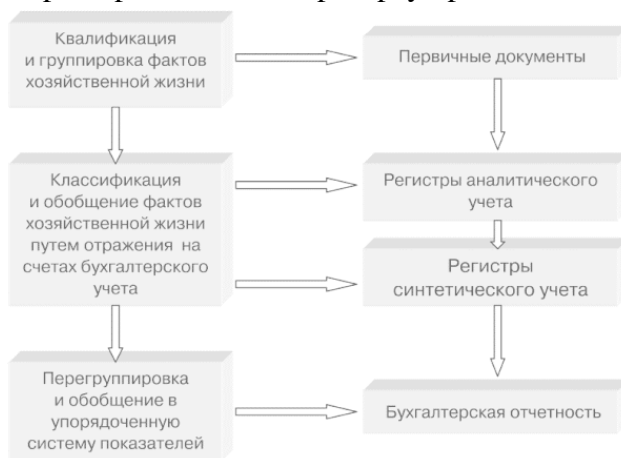 Квалификация
и группировка фактов
хозяйственной жизни
Первичные документы
Классификация
и обобщение фактов
хозяйственной жизни
путем отражения на
счетах бухгалтерского
учета
Регистры аналитического
учета
Регистры
синтетического учета
Перегруппировка
и обобщение в
упорядоченную
систему показателей
Бухгалтерская отчетность